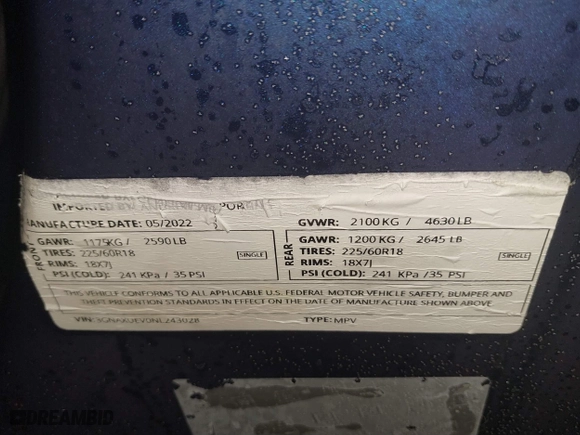 MANUFACTURE DATE: 05/2022
GVWR: 2100 KG / 4630 LB
FRONT
GAWR: 1175KG / 2590 LB
TIRES: 225/60R18 SINGLE
RIMS: 18X7J
PSI (COLD): 241 KPa / 35 PSI
REAR
GAWR: 1200 KG / 2645 LB
TIRES: 225/60R18 SINGLE
RIMS: 18X7J
PSI (COLD): 241 KPa /35 PSI
THIS VEHICLE CONFORMS TO ALL APPLICABLE U.S. FEDERAL MOTOR VEHICLE SAFETY, BUMPER AND
THEFT PREVENTION STANDARDS IN EFFECT ON THE DATE OF MANUFACTURE SHOWN ABOVE
VIN: TYPE: MPV
DREAMBID